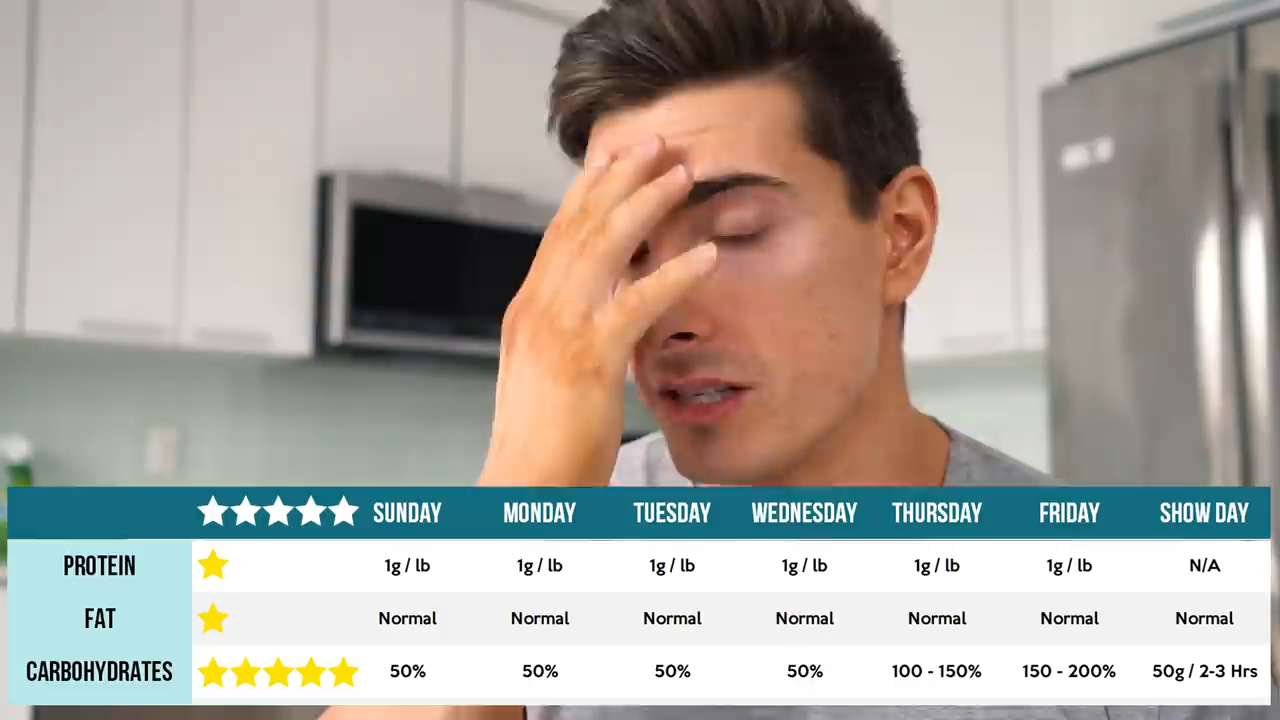 SUNDAY MONDAY TUESDAY WEDNESDAY THURSDAY FRIDAY SHOW DAY
PROTEIN 1g / lb 1g / lb 1g / lb 1g / lb 1g / lb 1g / lb N/A
FAT Normal Normal Normal Normal Normal Normal Normal
CARBOHYDRATES 50% 50% 50% 50% 100 - 150% 150 - 200% 50g / 2-3 Hrs